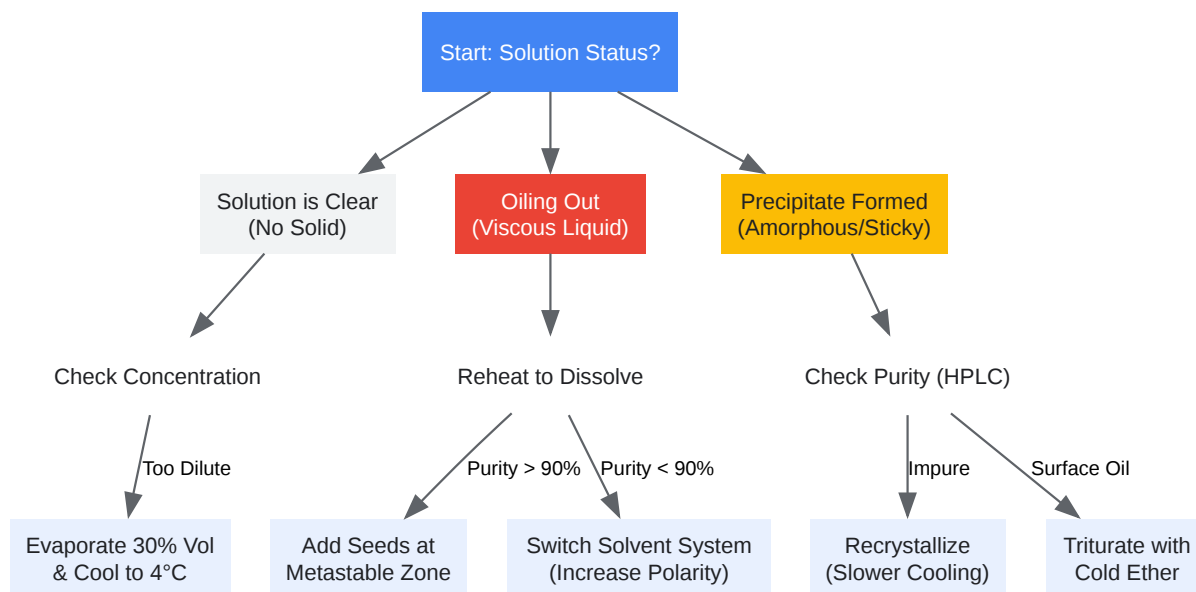 Start: Solution Status?
Solution is Clear
(No Solid)
Oiling Out
(Viscous Liquid)
Precipitate Formed
(Amorphous/Sticky)
Check Concentration
Reheat to Dissolve
Check Purity (HPLC)
Too Dilute
Purity > 90%
Purity < 90%
Impure
Surface Oil
Evaporate 30% Vol
& Cool to 4°C
Add Seeds at
Metastable Zone
Switch Solvent System
(Increase Polarity)
Recrystallize
(Slower Cooling)
Triturate with
Cold Ether